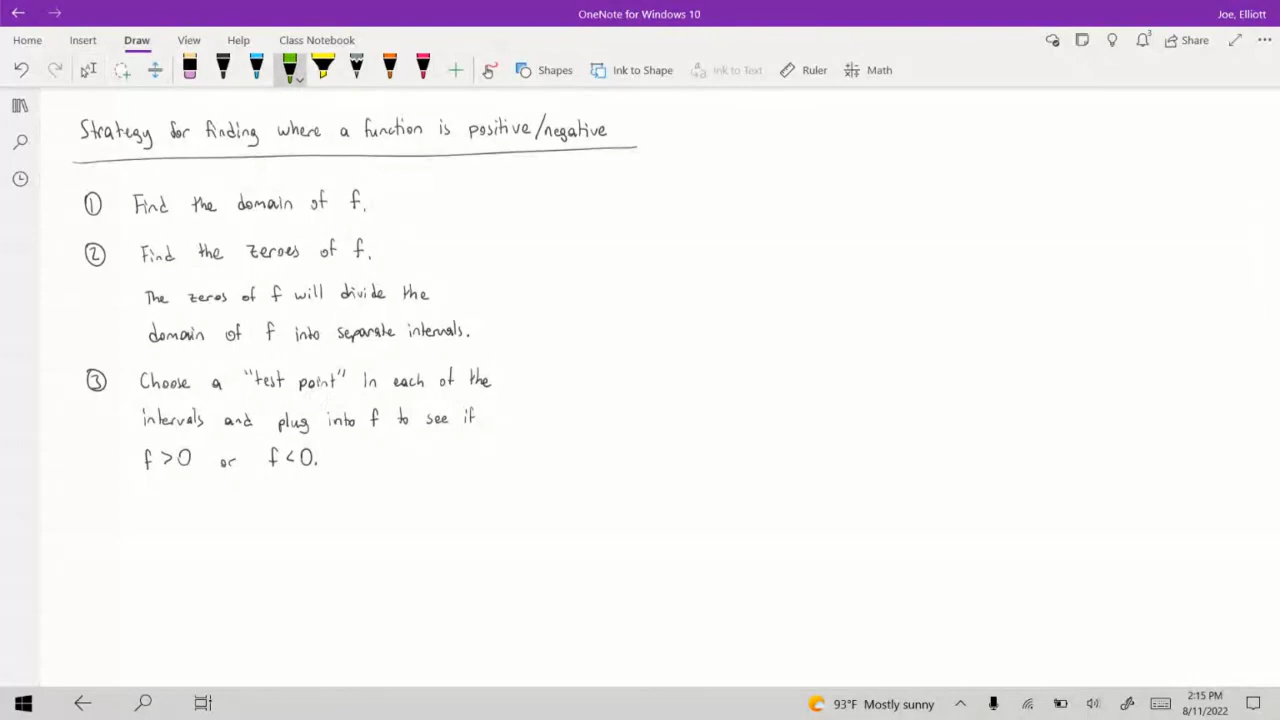 OneNote for Windows 10
Joe, Elliott
Home Insert Draw View Help Class Notebook
Share
Shapes Ink to Shape Ink to Text Ruler Math
Strategy for finding where a function is positive/negative
① Find the domain of f.
② Find the zeroes of f.
The zeros of f will divide the
domain of f into separate intervals.
③ Choose a "test point" in each of the
intervals and plug into f to see if
f > 0 or f < 0.
93°F Mostly sunny
2:15 PM
8/11/2022